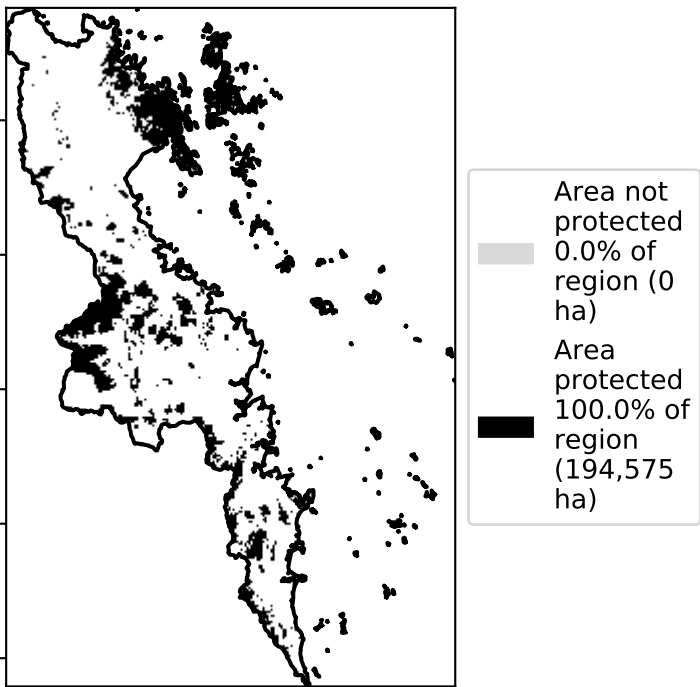 Area not
protected
0.0% of
region (0
ha)
Area
protected
100.0% of
region
(194,575
ha)